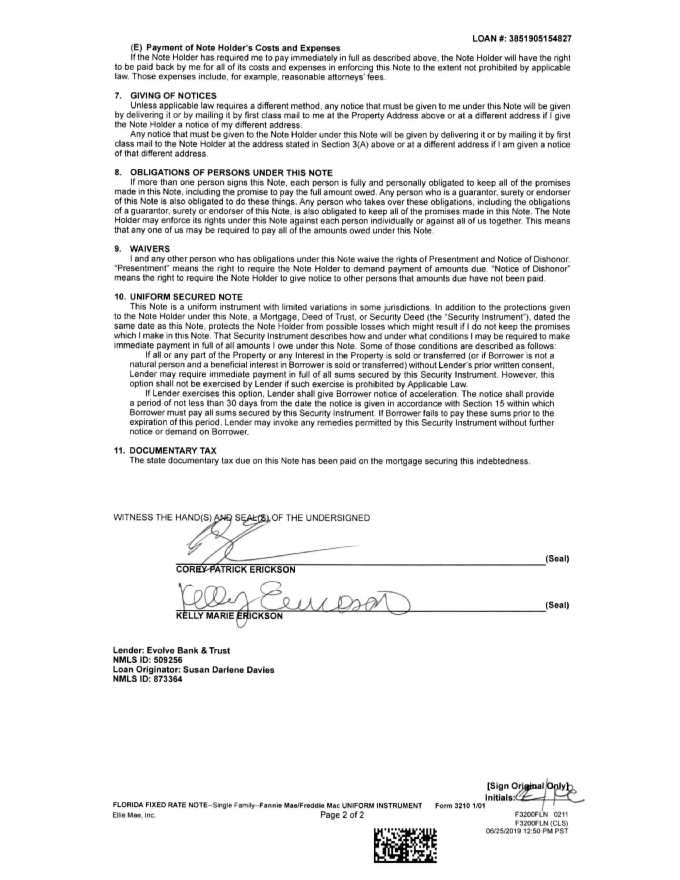 LOAN #: 3851905154827
(E) Payment of Note Holder's Costs and Expenses
If the Note Holder has required me to pay immediately in full as described above, the Note Holder will have the right
to be paid back by me for all of its costs and expenses in enforcing this Note to the extent not prohibited by applicable
law. Those expenses include, for example, reasonable attorneys' fees.
7. GIVING OF NOTICES
Unless applicable law requires a different method, any notice that must be given to me under this Note will be given
by delivering it or by mailing it by first class mail to me at the Property Address above or at a different address if I give
the Note Holder a notice of my different address.
Any notice that must be given to the Note Holder under this Note will be given by delivering it or by mailing it by first
class mail to the Note Holder at the address stated in Section 3(A) above or at a different address if I am given a notice
of that different address.
8. OBLIGATIONS OF PERSONS UNDER THIS NOTE
If more than one person signs this Note, each person is fully and personally obligated to keep all of the promises
made in this Note, including the promise to pay the full amount owed. Any person who is a guarantor, surety or endorser
of this Note is also obligated to do these things. Any person who takes over these obligations, including the obligations
of a guarantor, surety or endorser of this Note, is also obligated to keep all of the promises made in this Note. The Note
Holder may enforce its rights under this Note against each person individually or against all of us together. This means
that any one of us may be required to pay all of the amounts owed under this Note.
9. WAIVERS
I and any other person who has obligations under this Note waive the rights of Presentment and Notice of Dishonor.
"Presentment" means the right to require the Note Holder to demand payment of amounts due. "Notice of Dishonor"
means the right to require the Note Holder to give notice to other persons that amounts due have not been paid.
10. UNIFORM SECURED NOTE
This Note is a uniform instrument with limited variations in some jurisdictions. In addition to the protections given
to the Note Holder under this Note, a Mortgage, Deed of Trust, or Security Deed (the "Security Instrument"), dated the
same date as this Note, protects the Note Holder from possible losses which might result if I do not keep the promises
which I make in this Note. That Security Instrument describes how and under what conditions I may be required to make
immediate payment in full of all amounts I owe under this Note. Some of those conditions are described as follows:
If all or any part of the Property or any Interest in the Property is sold or transferred (or if Borrower is not a
natural person and a beneficial interest in Borrower is sold or transferred) without Lender's prior written consent,
Lender may require immediate payment in full of all sums secured by this Security Instrument. However, this
option shall not be exercised by Lender if such exercise is prohibited by Applicable Law.
If Lender exercises this option, Lender shall give Borrower notice of acceleration. The notice shall provide
a period of not less than 30 days from the date the notice is given in accordance with Section 15 within which
Borrower must pay all sums secured by this Security Instrument. If Borrower fails to pay these sums prior to the
expiration of this period, Lender may invoke any remedies permitted by this Security Instrument without further
notice or demand on Borrower.
11. DOCUMENTARY TAX
The state documentary tax due on this Note has been paid on the mortgage securing this indebtedness.
WITNESS THE HAND(S) AND SEAL(S) OF THE UNDERSIGNED
(Seal)
COREY PATRICK ERICKSON
Kelly Erickson
(Seal)
KELLY MARIE ERICKSON
Lender: Evolve Bank & Trust
NMLS ID: 509256
Loan Originator: Susan Darlene Davies
NMLS ID: 873364
[Sign Original Only]
Initials:
FLORIDA FIXED RATE NOTE--Single Family--Fannie Mae/Freddie Mac UNIFORM INSTRUMENT Form 3210 1/01
Ellie Mae, Inc. Page 2 of 2 F3200FLN 0211
F3200FLN (CLS)
06/25/2019 12:50 PM PST